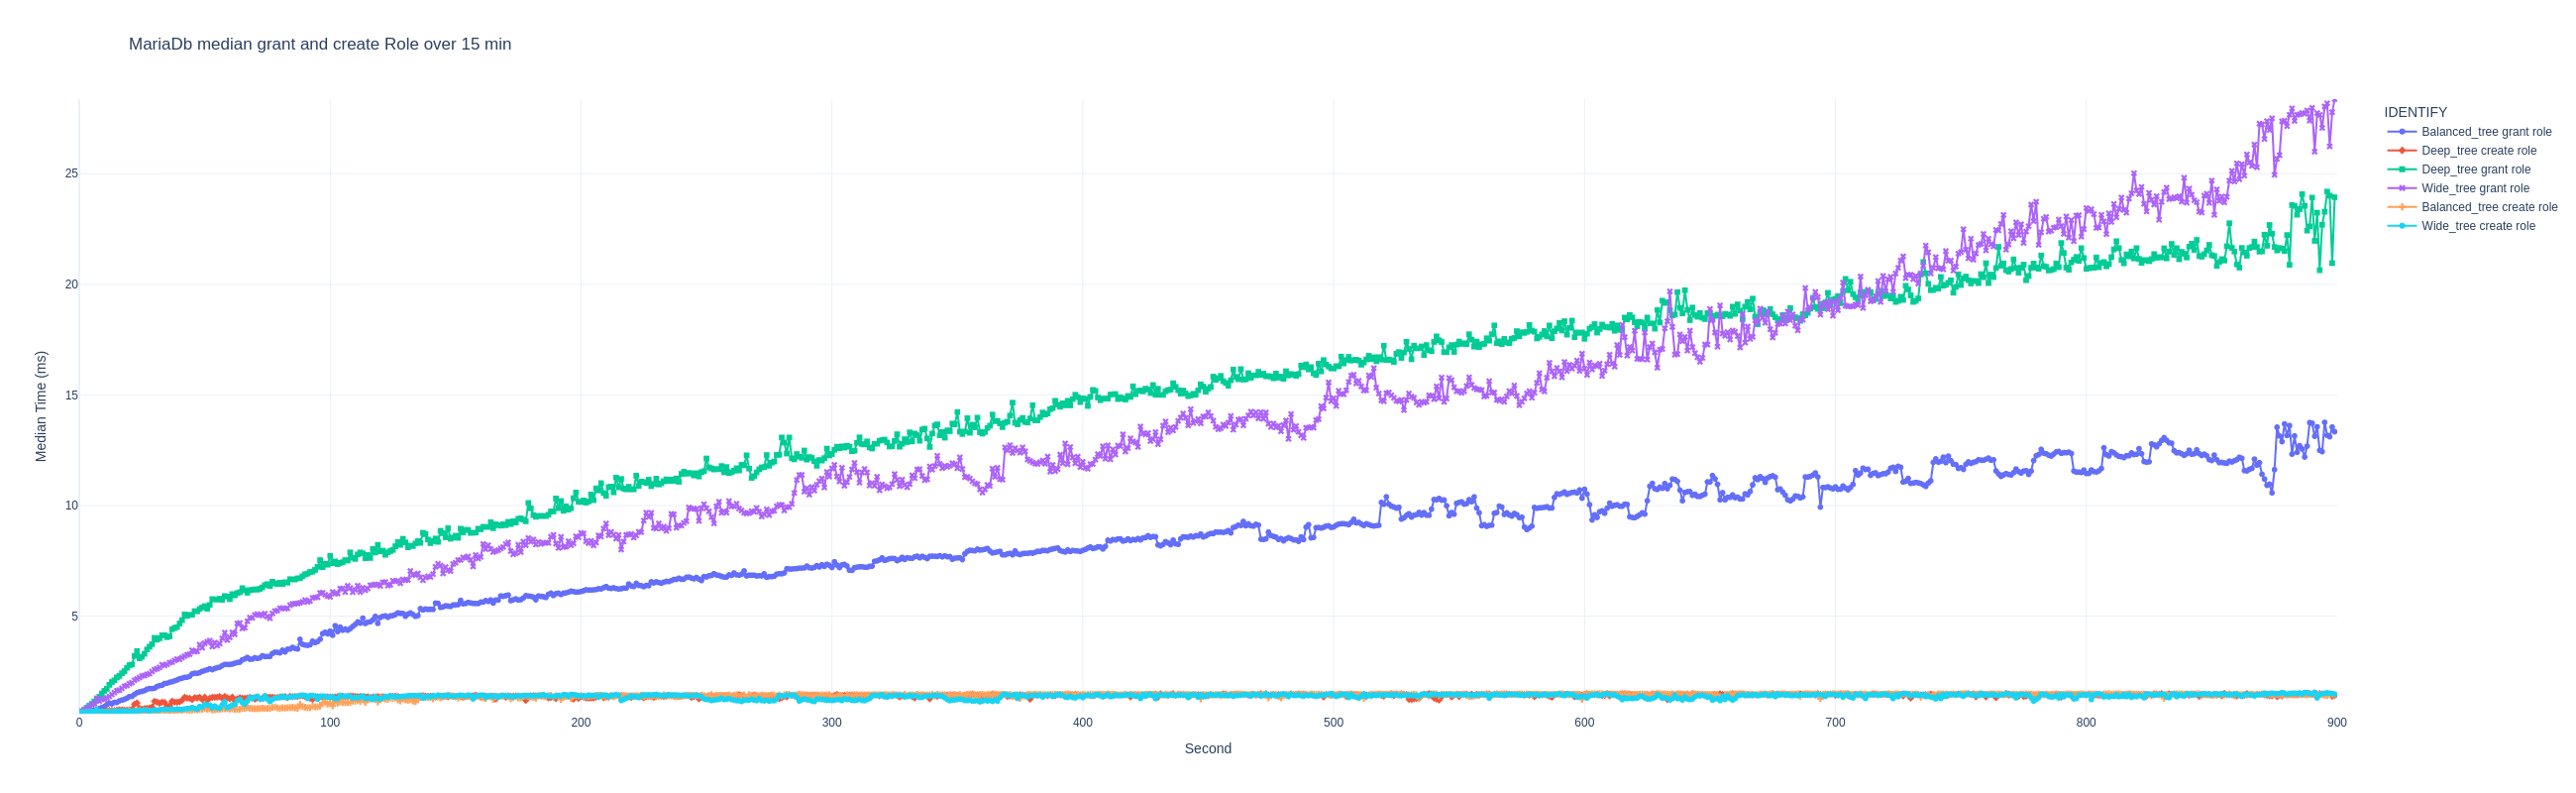 MariaDb median grant and create Role over 15 min
IDENTIFY
Balanced_tree grant role
Deep_tree create role
Deep_tree grant role
Wide_tree grant role
Balanced_tree create role
Wide_tree create role
Median Time (ms)
25
20
15
10
5
0 100 200 300 400 500 600 700 800 900
Second